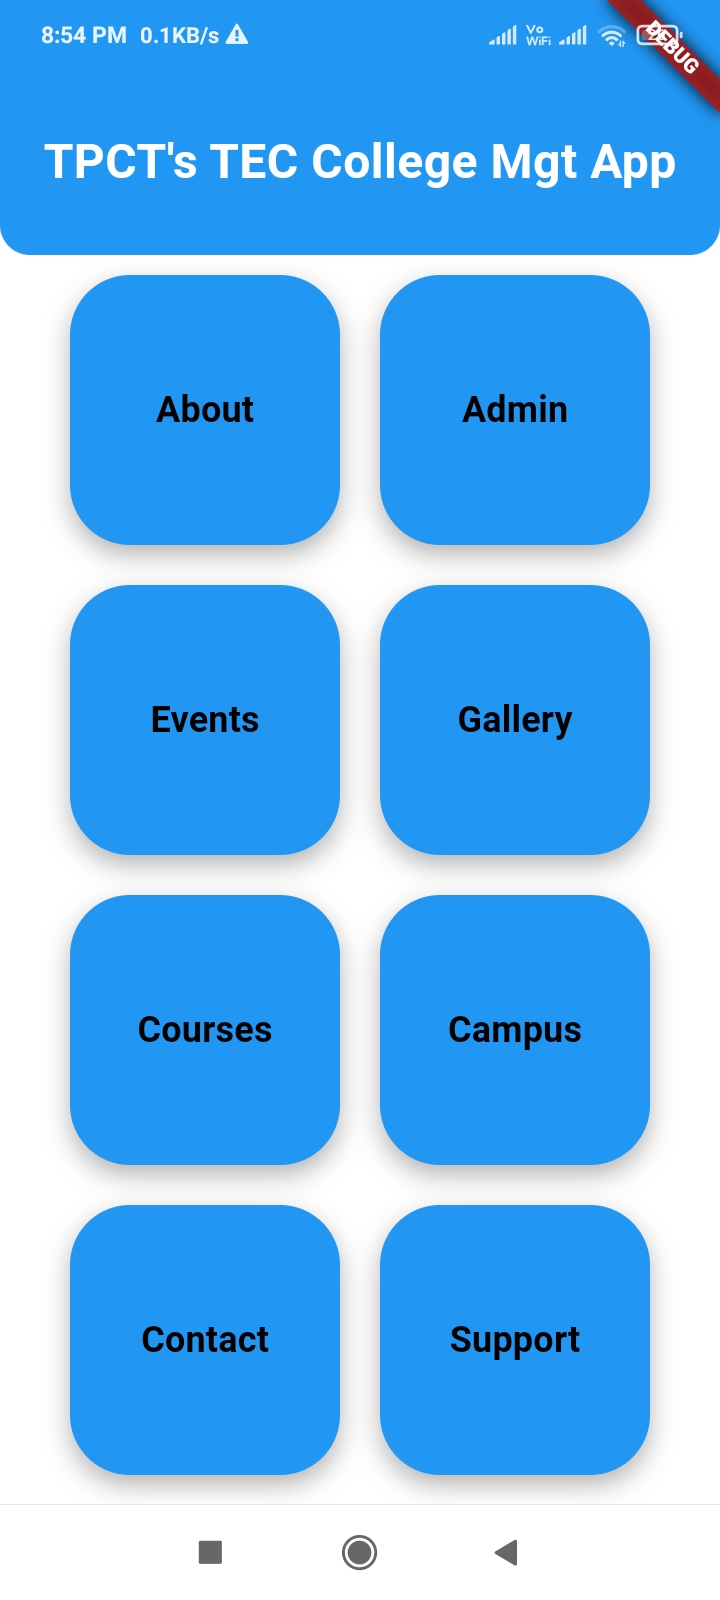 8:54 PM 0.1KB/s
Vo
WiFi
DEBUG
TPCT's TEC College Mgt App
About Admin
Events Gallery
Courses Campus
Contact Support